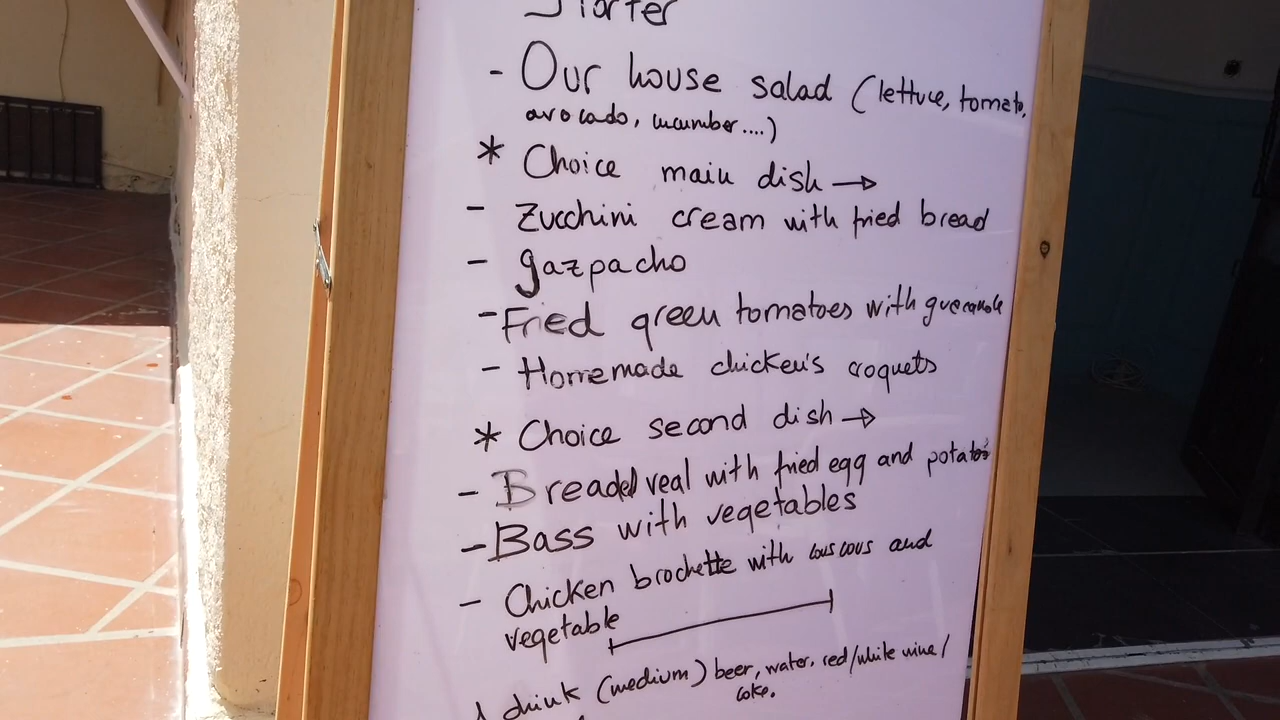 Starter
- Our house salad (lettuce, tomato,
avocado, cucumber....)
* Choice main dish →
- Zucchini cream with fried bread
- gazpacho
- Fried green tomatoes with guacamole
- Homemade chicken's croquets
* Choice second dish →
- Breaded veal with fried egg and potatoes
- Bass with vegetables
- Chicken brochette with couscous and
vegetable
1 drink (medium) beer, water, red/white wine/
coke.